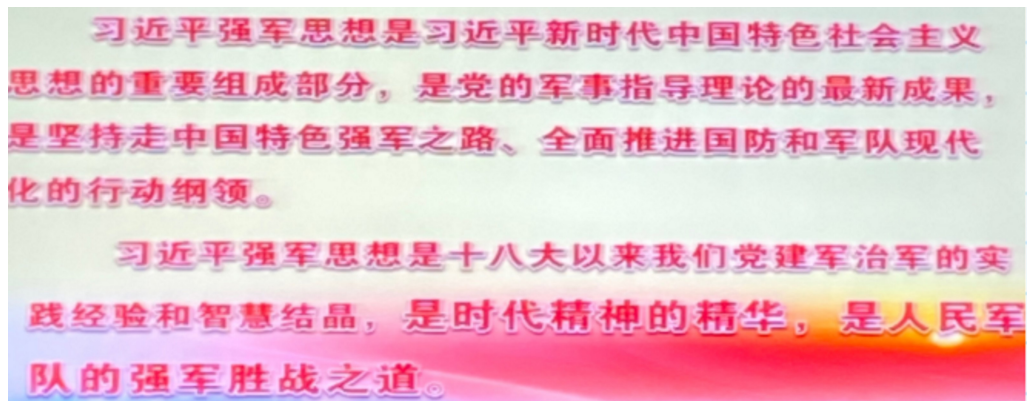 习近平强军思想是习近平新时代中国特色社会主义
思想的重要组成部分，是党的军事指导理论的最新成果，
是坚持走中国特色强军之路、全面推进国防和军队现代
化的行动纲领。
习近平强军思想是十八大以来我们党建军治军的实
践经验和智慧结晶，是时代精神的精华，是人民军
队的强军胜战之道。